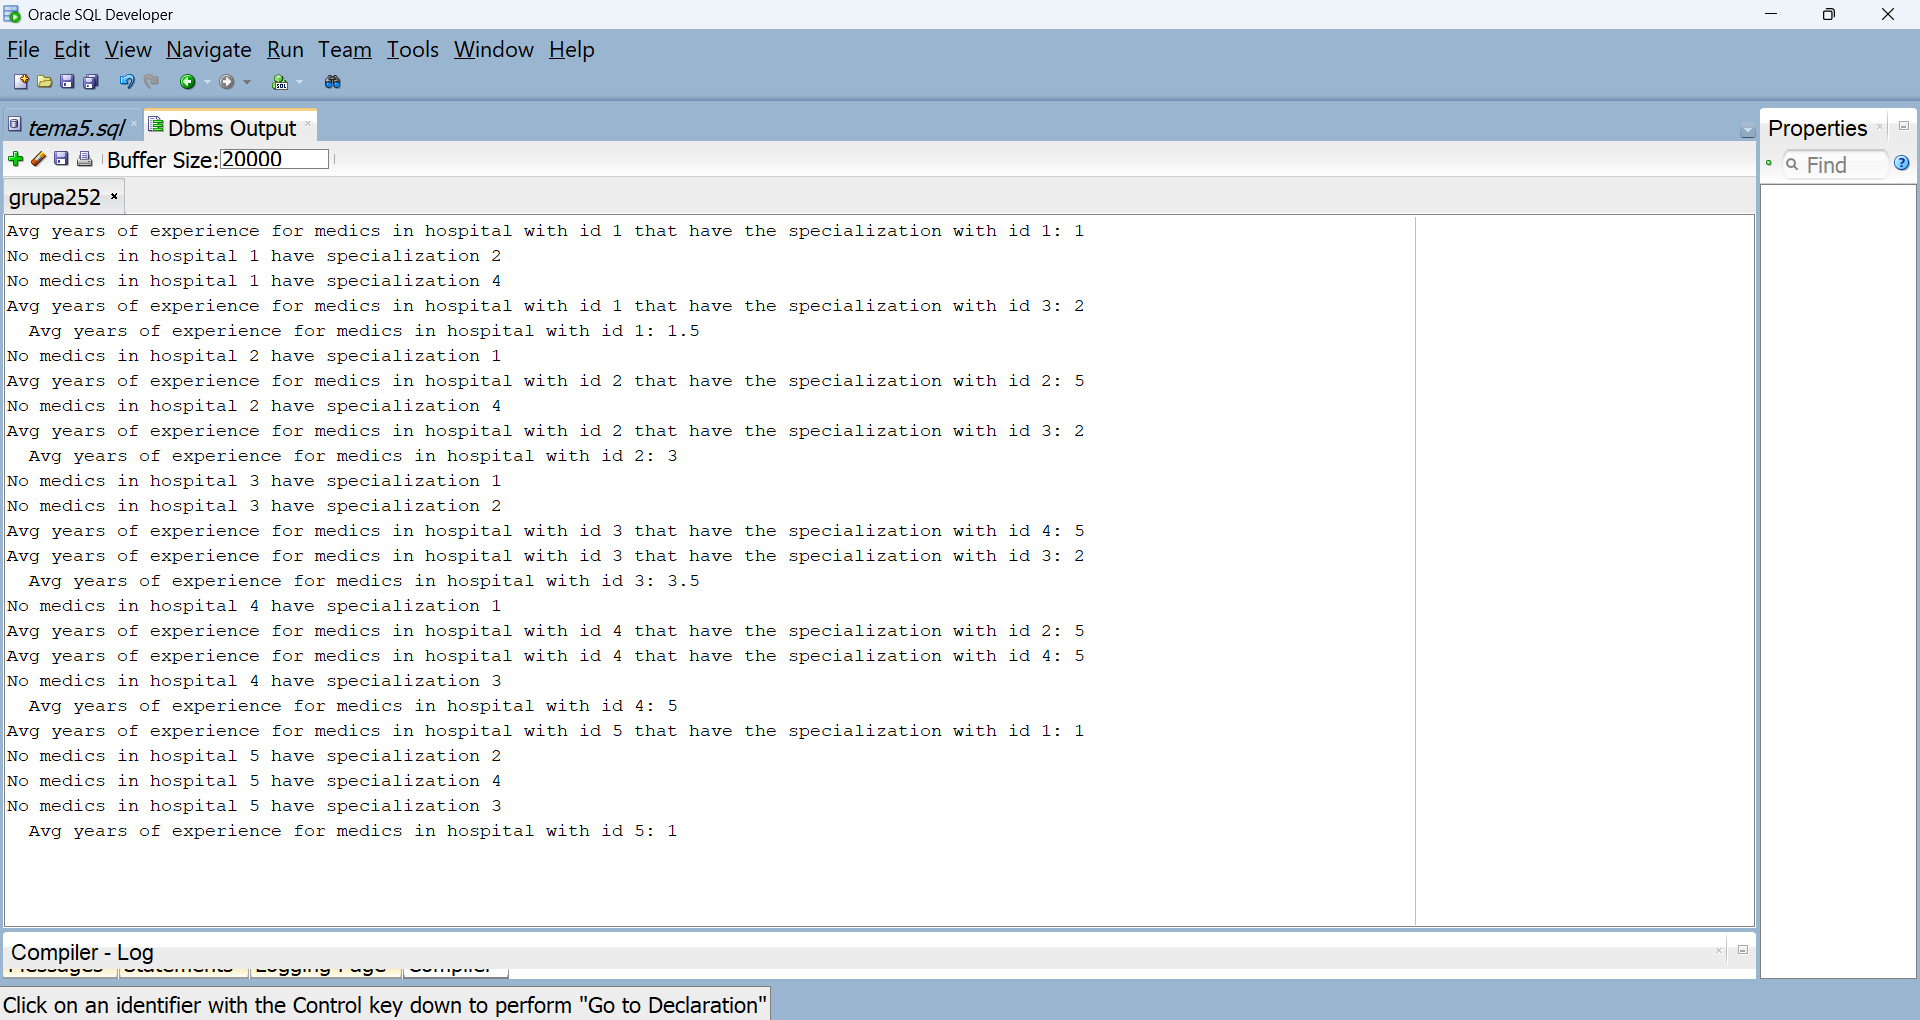 Oracle SQL Developer
File Edit View Navigate Run Team Tools Window Help
tema5.sql
Dbms Output
Properties
Buffer Size: 20000
Find
grupa252
Avg years of experience for medics in hospital with id 1 that have the specialization with id 1: 1
No medics in hospital 1 have specialization 2
No medics in hospital 1 have specialization 4
Avg years of experience for medics in hospital with id 1 that have the specialization with id 3: 2
Avg years of experience for medics in hospital with id 1: 1.5
No medics in hospital 2 have specialization 1
Avg years of experience for medics in hospital with id 2 that have the specialization with id 2: 5
No medics in hospital 2 have specialization 4
Avg years of experience for medics in hospital with id 2 that have the specialization with id 3: 2
Avg years of experience for medics in hospital with id 2: 3
No medics in hospital 3 have specialization 1
No medics in hospital 3 have specialization 2
Avg years of experience for medics in hospital with id 3 that have the specialization with id 4: 5
Avg years of experience for medics in hospital with id 3 that have the specialization with id 3: 2
Avg years of experience for medics in hospital with id 3: 3.5
No medics in hospital 4 have specialization 1
Avg years of experience for medics in hospital with id 4 that have the specialization with id 2: 5
Avg years of experience for medics in hospital with id 4 that have the specialization with id 4: 5
No medics in hospital 4 have specialization 3
Avg years of experience for medics in hospital with id 4: 5
Avg years of experience for medics in hospital with id 5 that have the specialization with id 1: 1
No medics in hospital 5 have specialization 2
No medics in hospital 5 have specialization 4
No medics in hospital 5 have specialization 3
Avg years of experience for medics in hospital with id 5: 1
Compiler - Log
Messages Statements Logging Page Compiler
Click on an identifier with the Control key down to perform "Go to Declaration"